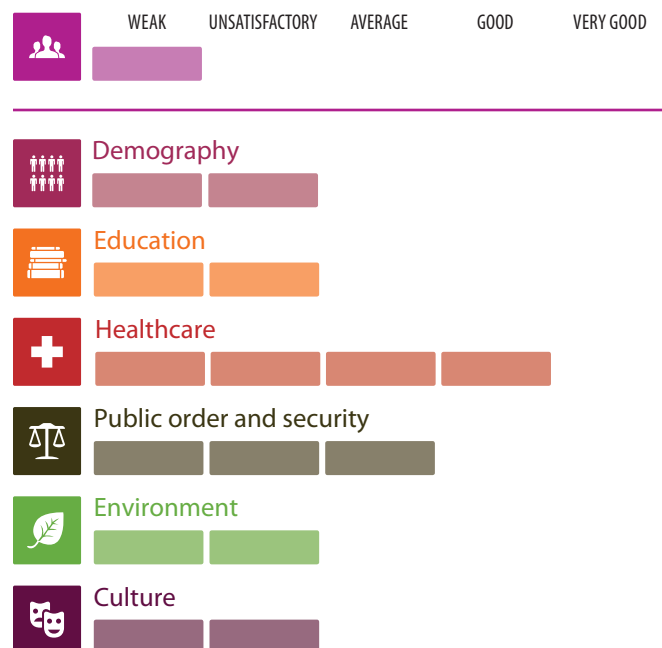 WEAK UNSATISFACTORY AVERAGE GOOD VERY GOOD
Demography
Education
Healthcare
Public order and security
Environment
Culture